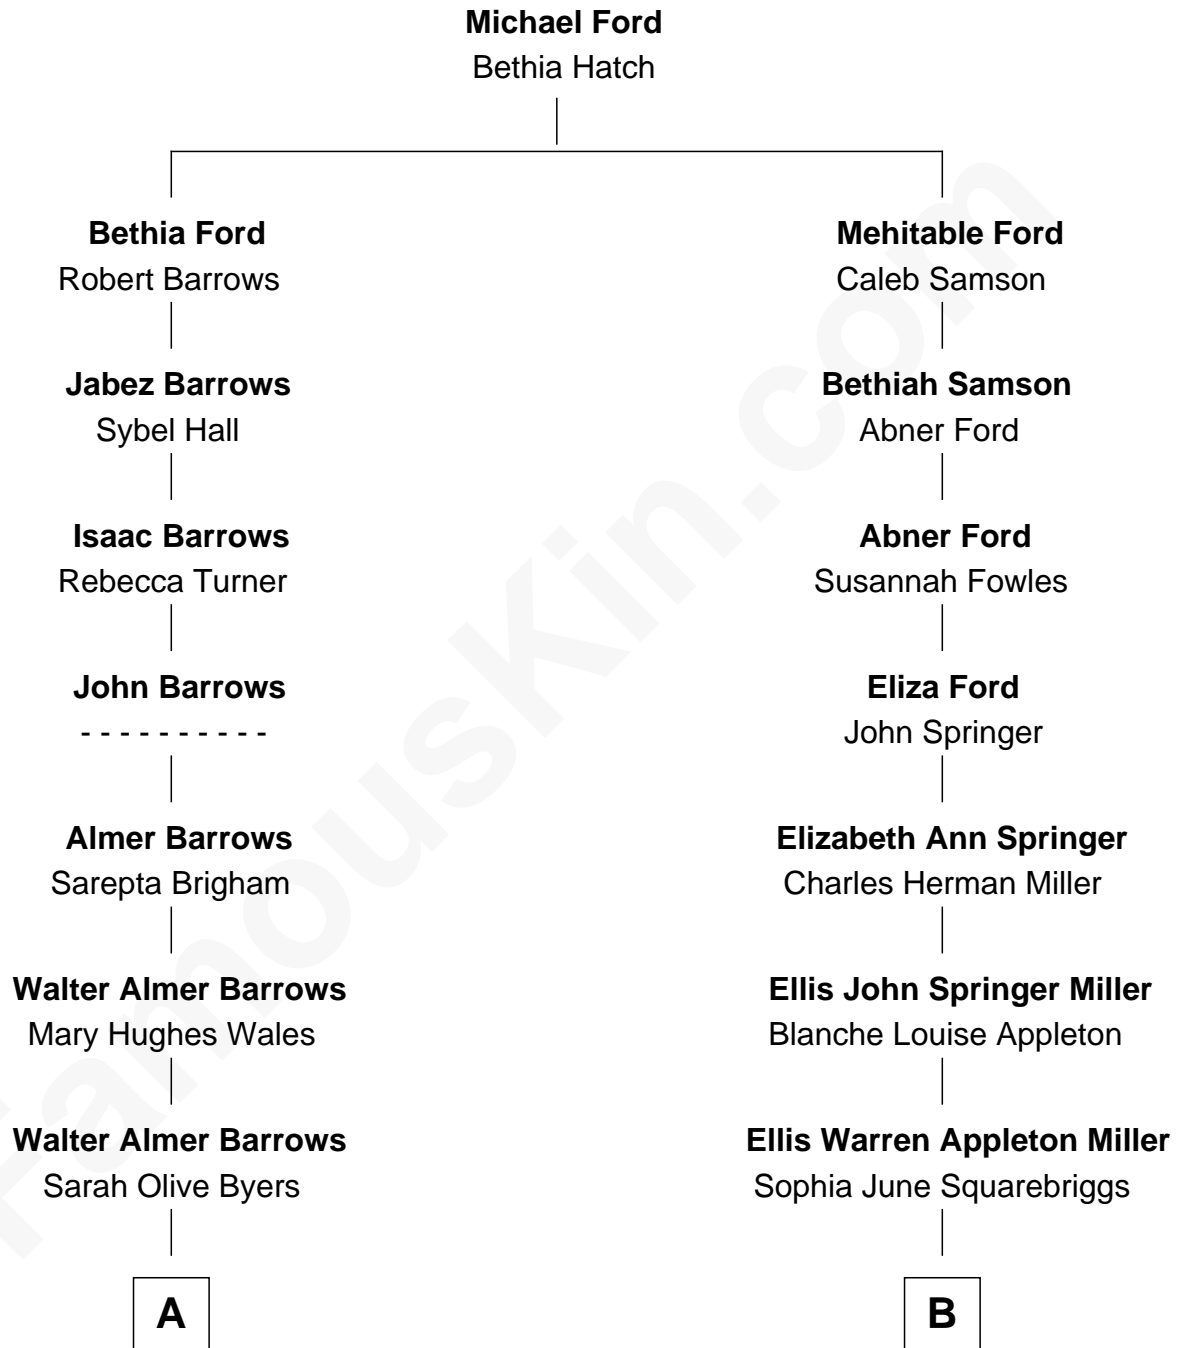 Michael Ford
Bethia Hatch
Bethia Ford
Robert Barrows
Mehitable Ford
Caleb Samson
Jabez Barrows
Sybel Hall
Bethiah Samson
Abner Ford
Isaac Barrows
Rebecca Turner
Abner Ford
Susannah Fowles
John Barrows
- - - - - - - - - -
Eliza Ford
John Springer
Almer Barrows
Sarepta Brigham
Elizabeth Ann Springer
Charles Herman Miller
Walter Almer Barrows
Mary Hughes Wales
Ellis John Springer Miller
Blanche Louise Appleton
Walter Almer Barrows
Sarah Olive Byers
Ellis Warren Appleton Miller
Sophia June Squarebriggs
A
B
FamousKin.com